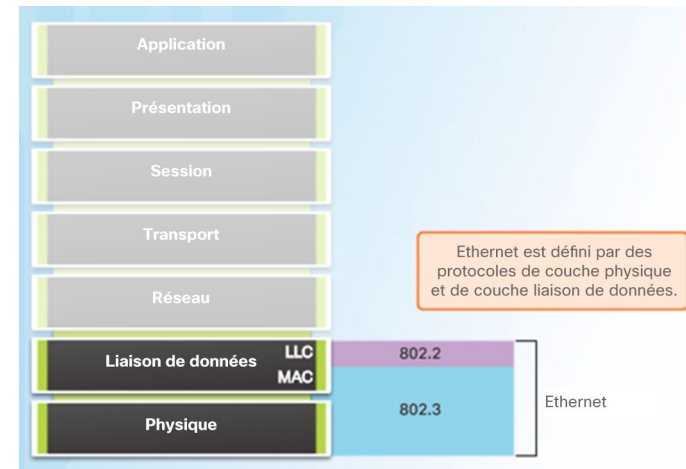 Application
Présentation
Session
Transport
Réseau
Ethernet est défini par des
protocoles de couche physique
et de couche liaison de données.
Liaison de données LLC
MAC
802.2
Physique
802.3
Ethernet